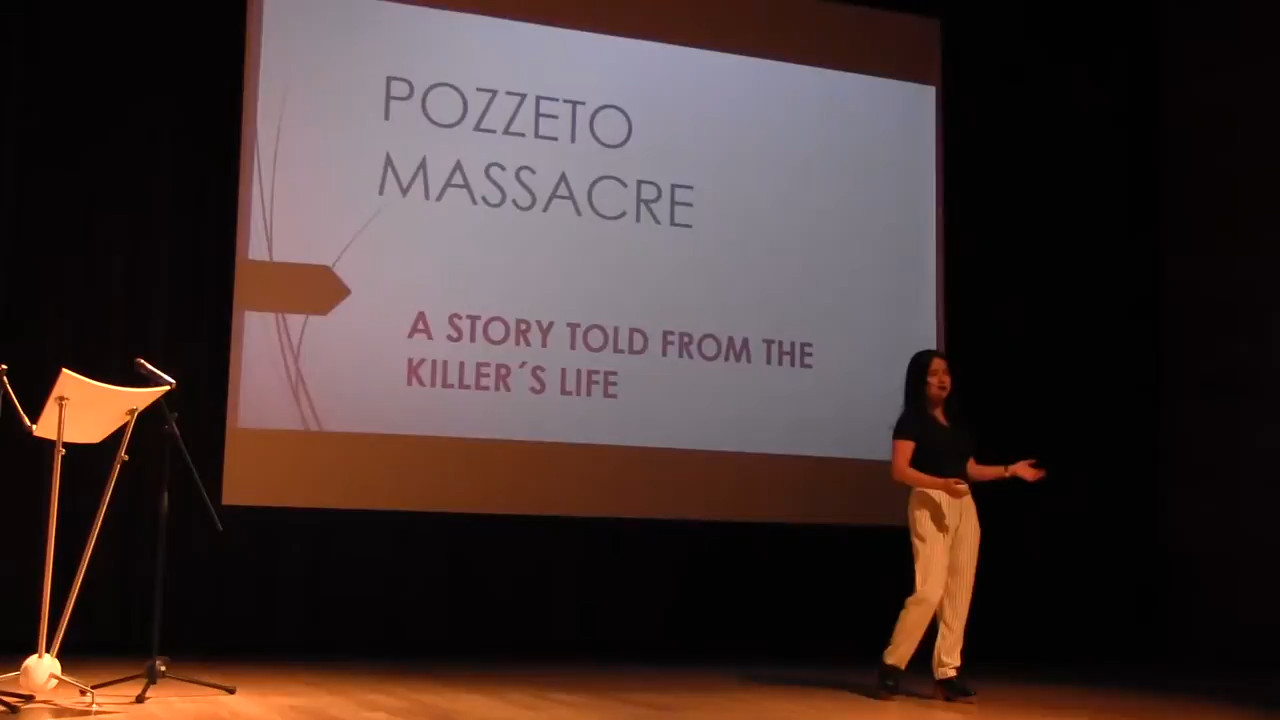 POZZETO
MASSACRE
A STORY TOLD FROM THE
KILLER´S LIFE